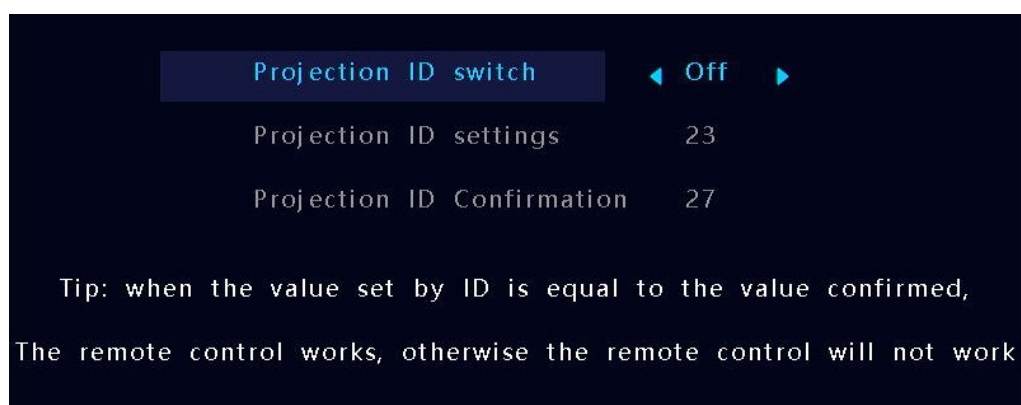 Projection ID switch Off
Projection ID settings 23
Projection ID Confirmation 27
Tip: when the value set by ID is equal to the value confirmed,
The remote control works, otherwise the remote control will not work